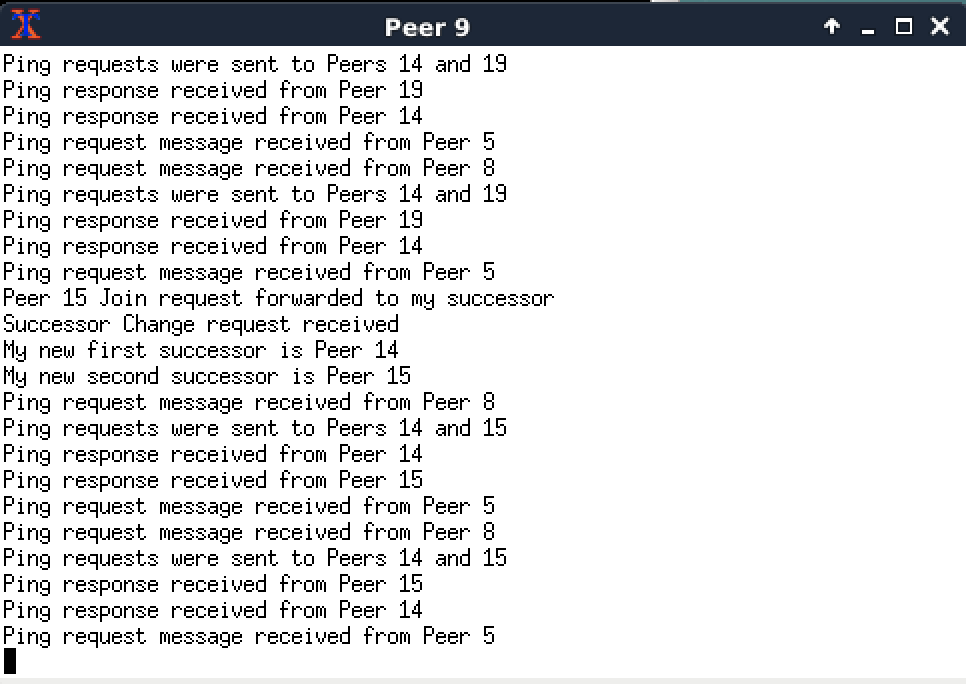 Peer 9
Ping requests were sent to Peers 14 and 19
Ping response received from Peer 19
Ping response received from Peer 14
Ping request message received from Peer 5
Ping request message received from Peer 8
Ping requests were sent to Peers 14 and 19
Ping response received from Peer 19
Ping response received from Peer 14
Ping request message received from Peer 5
Peer 15 Join request forwarded to my successor
Successor Change request received
My new first successor is Peer 14
My new second successor is Peer 15
Ping request message received from Peer 8
Ping requests were sent to Peers 14 and 15
Ping response received from Peer 14
Ping response received from Peer 15
Ping request message received from Peer 5
Ping request message received from Peer 8
Ping requests were sent to Peers 14 and 15
Ping response received from Peer 15
Ping response received from Peer 14
Ping request message received from Peer 5